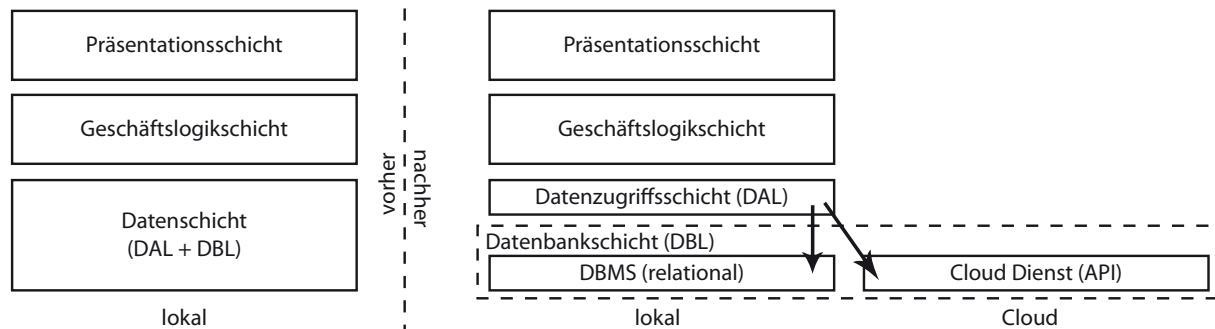 Präsentationsschicht
Geschäftslogikschicht
Datenschicht
(DAL + DBL)
lokal
vorher
nachher
Präsentationsschicht
Geschäftslogikschicht
Datenzugriffsschicht (DAL)
Datenbankschicht (DBL)
DBMS (relational)
Cloud Dienst (API)
lokal
Cloud